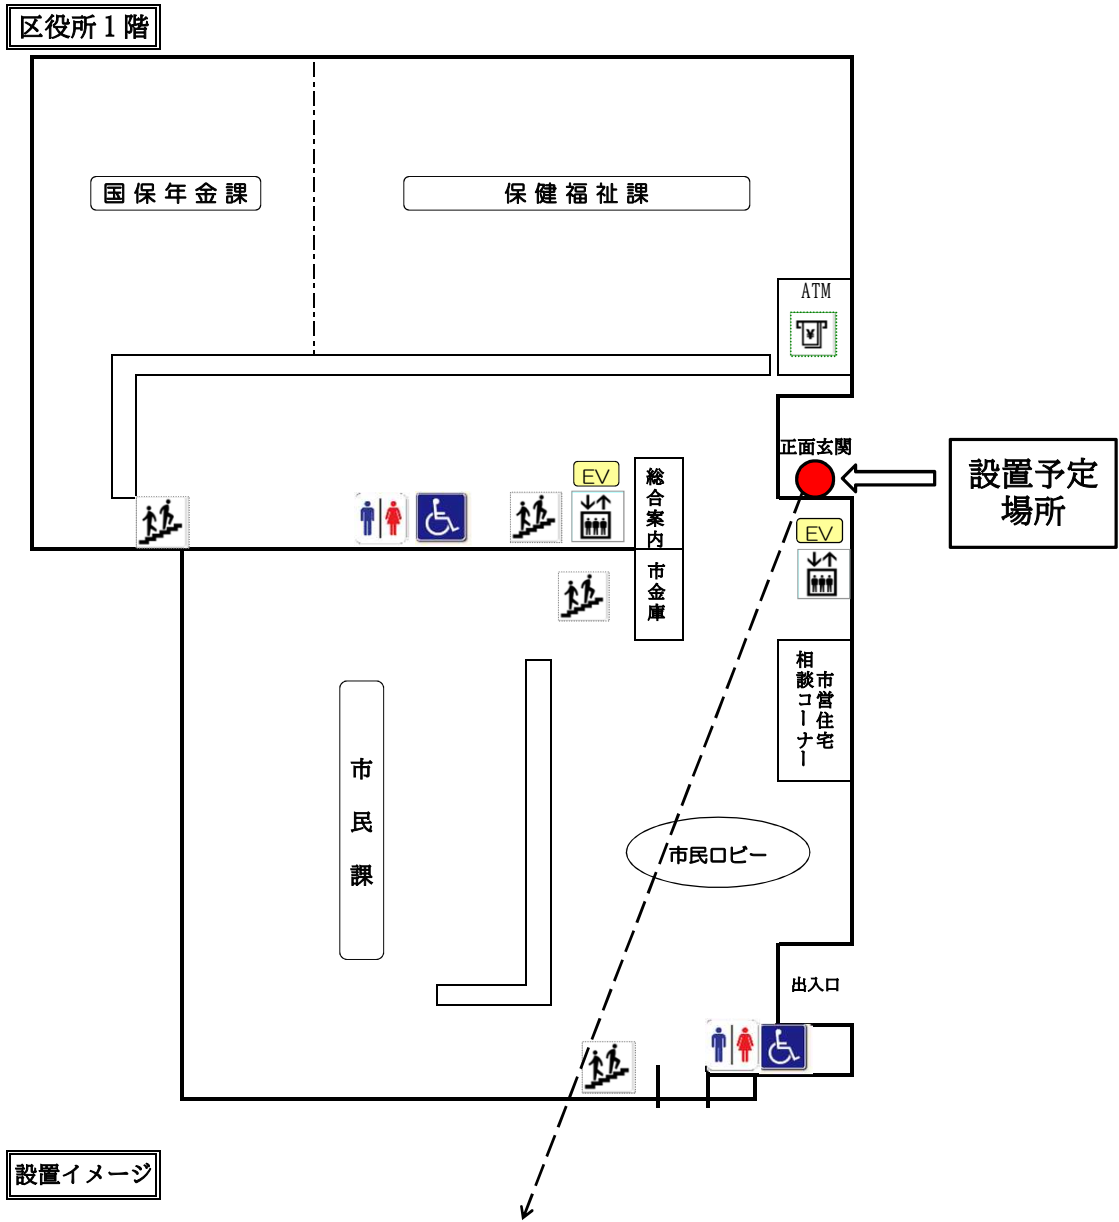 区役所１階
国保年金課
保健福祉課
ATM
¥
正面玄関
設置予定
場所
EV
総合案内
EV
市金庫
市営住宅
相談コーナー
市民課
市民ロビー
出入口
設置イメージ